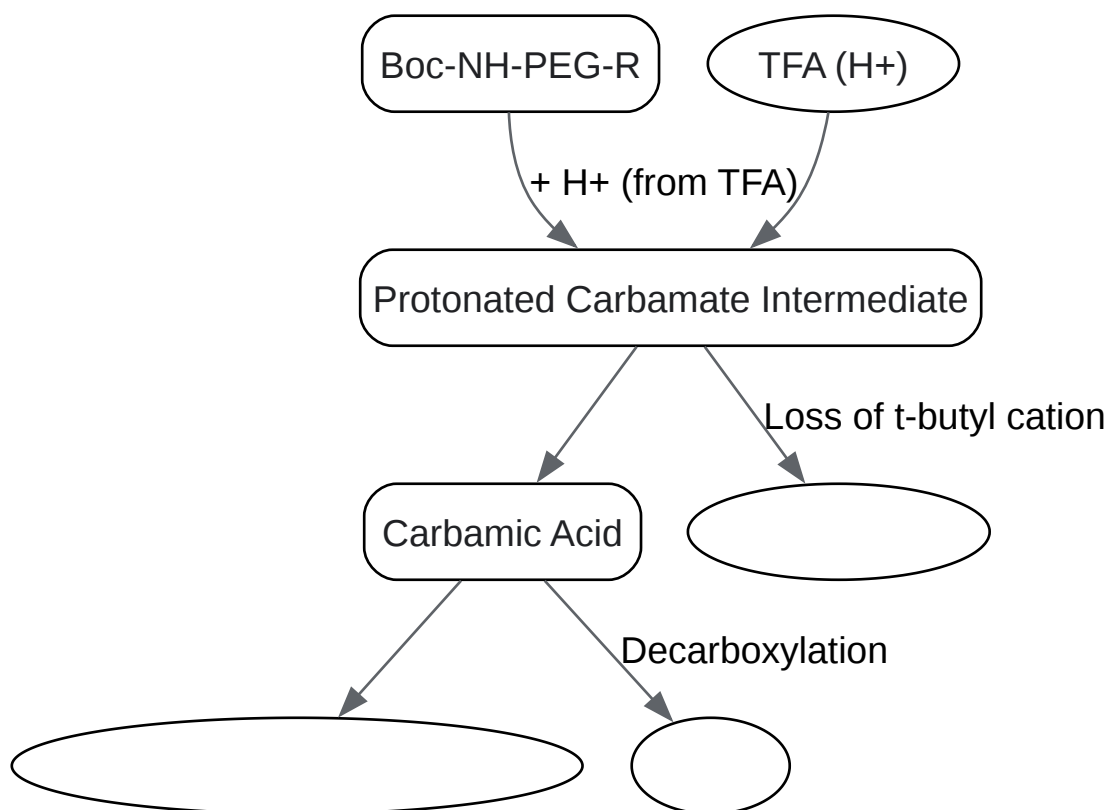 Boc-NH-PEG-R
TFA (H+)
+ H+ (from TFA)
Protonated Carbamate Intermediate
Loss of t-butyl cation
Carbamic Acid
Decarboxylation